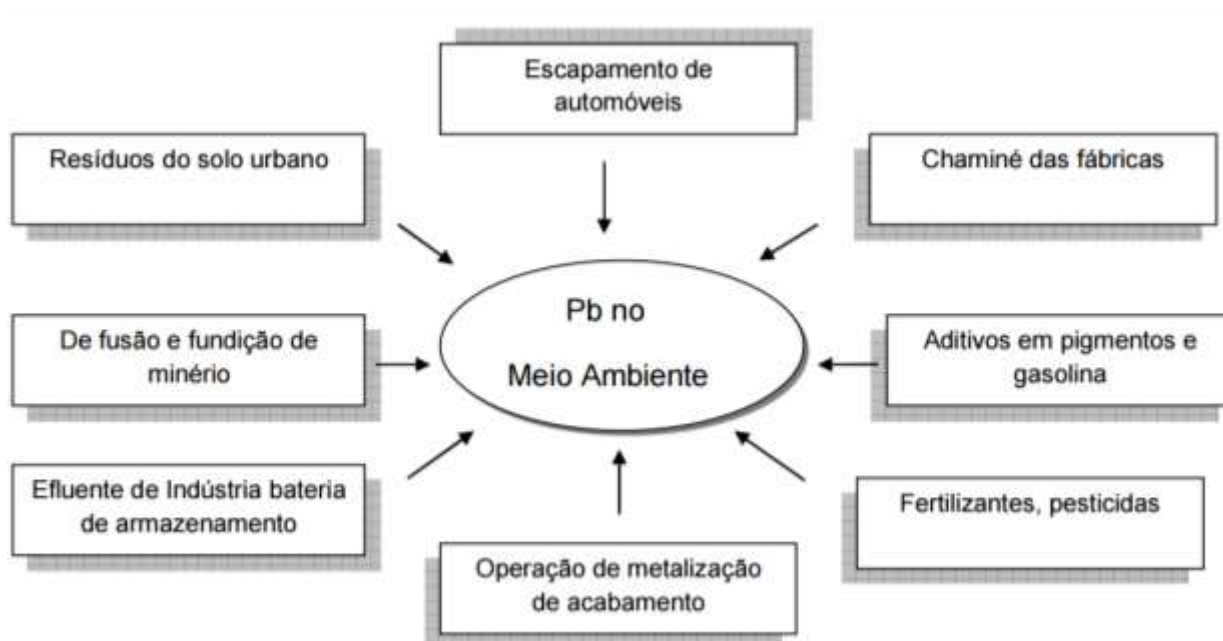 Escapamento de
automóveis
Resíduos do solo urbano
Chaminé das fábricas
Pb no
Meio Ambiente
De fusão e fundição de
minério
Aditivos em pigmentos e
gasolina
Efluente de Indústria bateria
de armazenamento
Fertilizantes, pesticidas
Operação de metalização
de acabamento